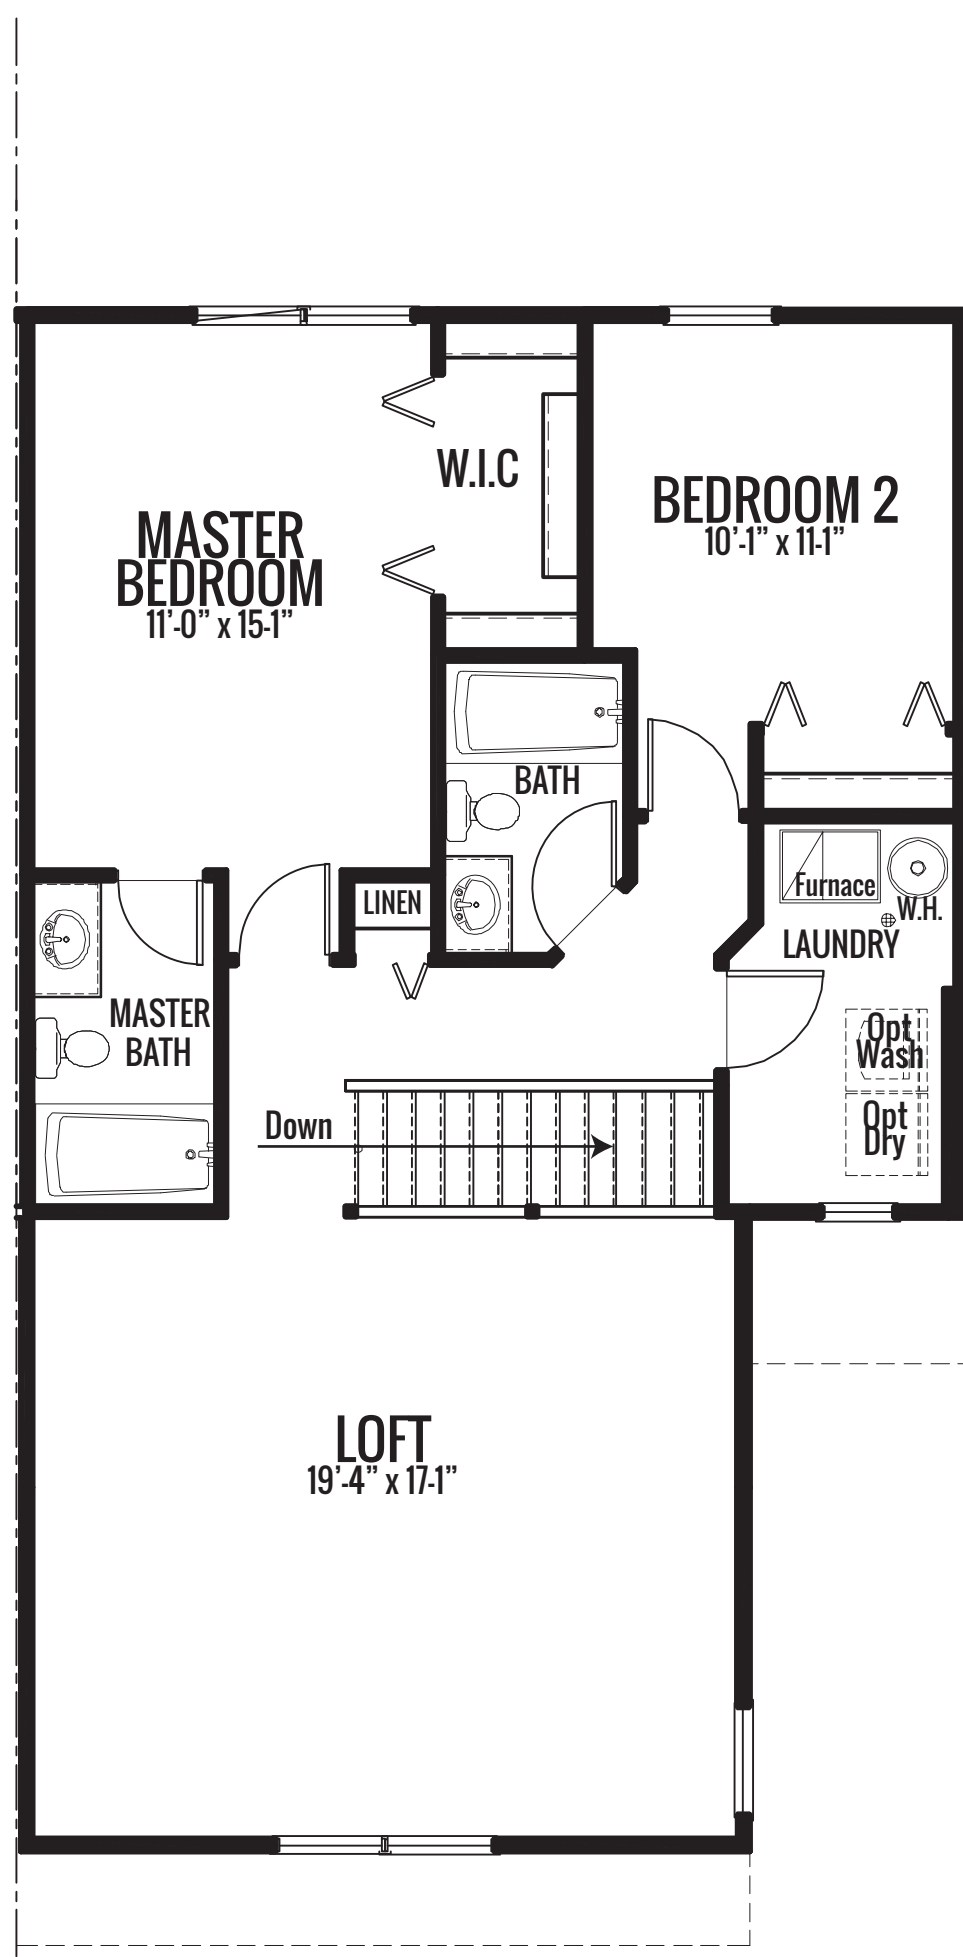 W.I.C
BEDROOM 2
10’-1” x 11-1”
MASTER
BEDROOM
11’-0” x 15-1”
BATH
Furnace
W.H.
LINEN
LAUNDRY
MASTER
BATH
Opt
Wash
Opt
Dry
Down
LOFT
19’-4” x 17-1”